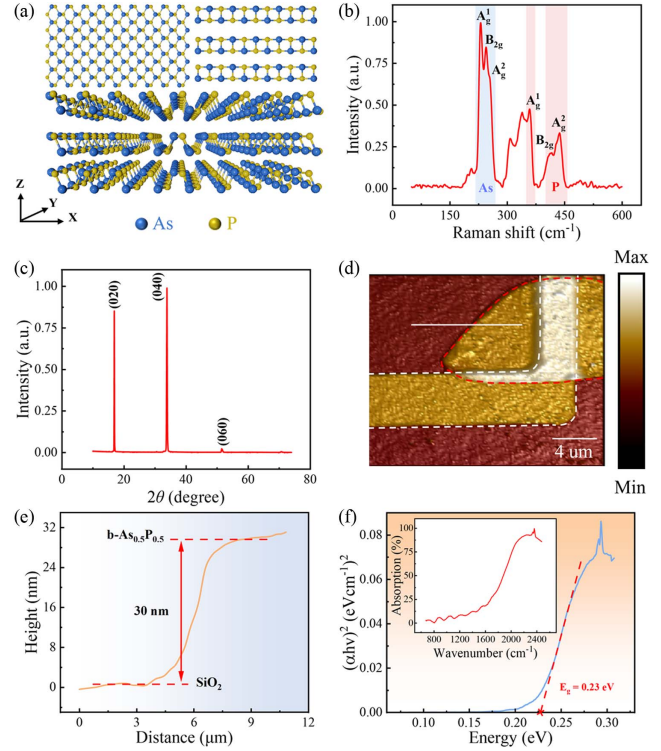 (a)
Z
Y
X
As
P
(b)
Intensity (a.u.)
1.00
0.75
0.50
0.25
0.00
A¹g
B2g
A²g
A¹g
B2g
A²g
As
P
0 150 300 450 600
Raman shift (cm⁻¹)
(c)
Intensity (a.u.)
1.00
0.75
0.50
0.25
0.00
(020)
(040)
(060)
0 20 40 60 80
2θ (degree)
(d)
4 um
Max
Min
(e)
Height (nm)
32
24
16
8
0
b-As₀.₅P₀.₅
30 nm
SiO₂
0 3 6 9 12
Distance (μm)
(f)
(αhν)² (eVcm⁻¹)²
0.08
0.06
0.04
0.02
0.00
Absorption (%)
100
75
50
25
0
800 1200 1600 2000 2400
Wavenumber (cm⁻¹)
E_g = 0.23 eV
0.10 0.15 0.20 0.25 0.30
Energy (eV)